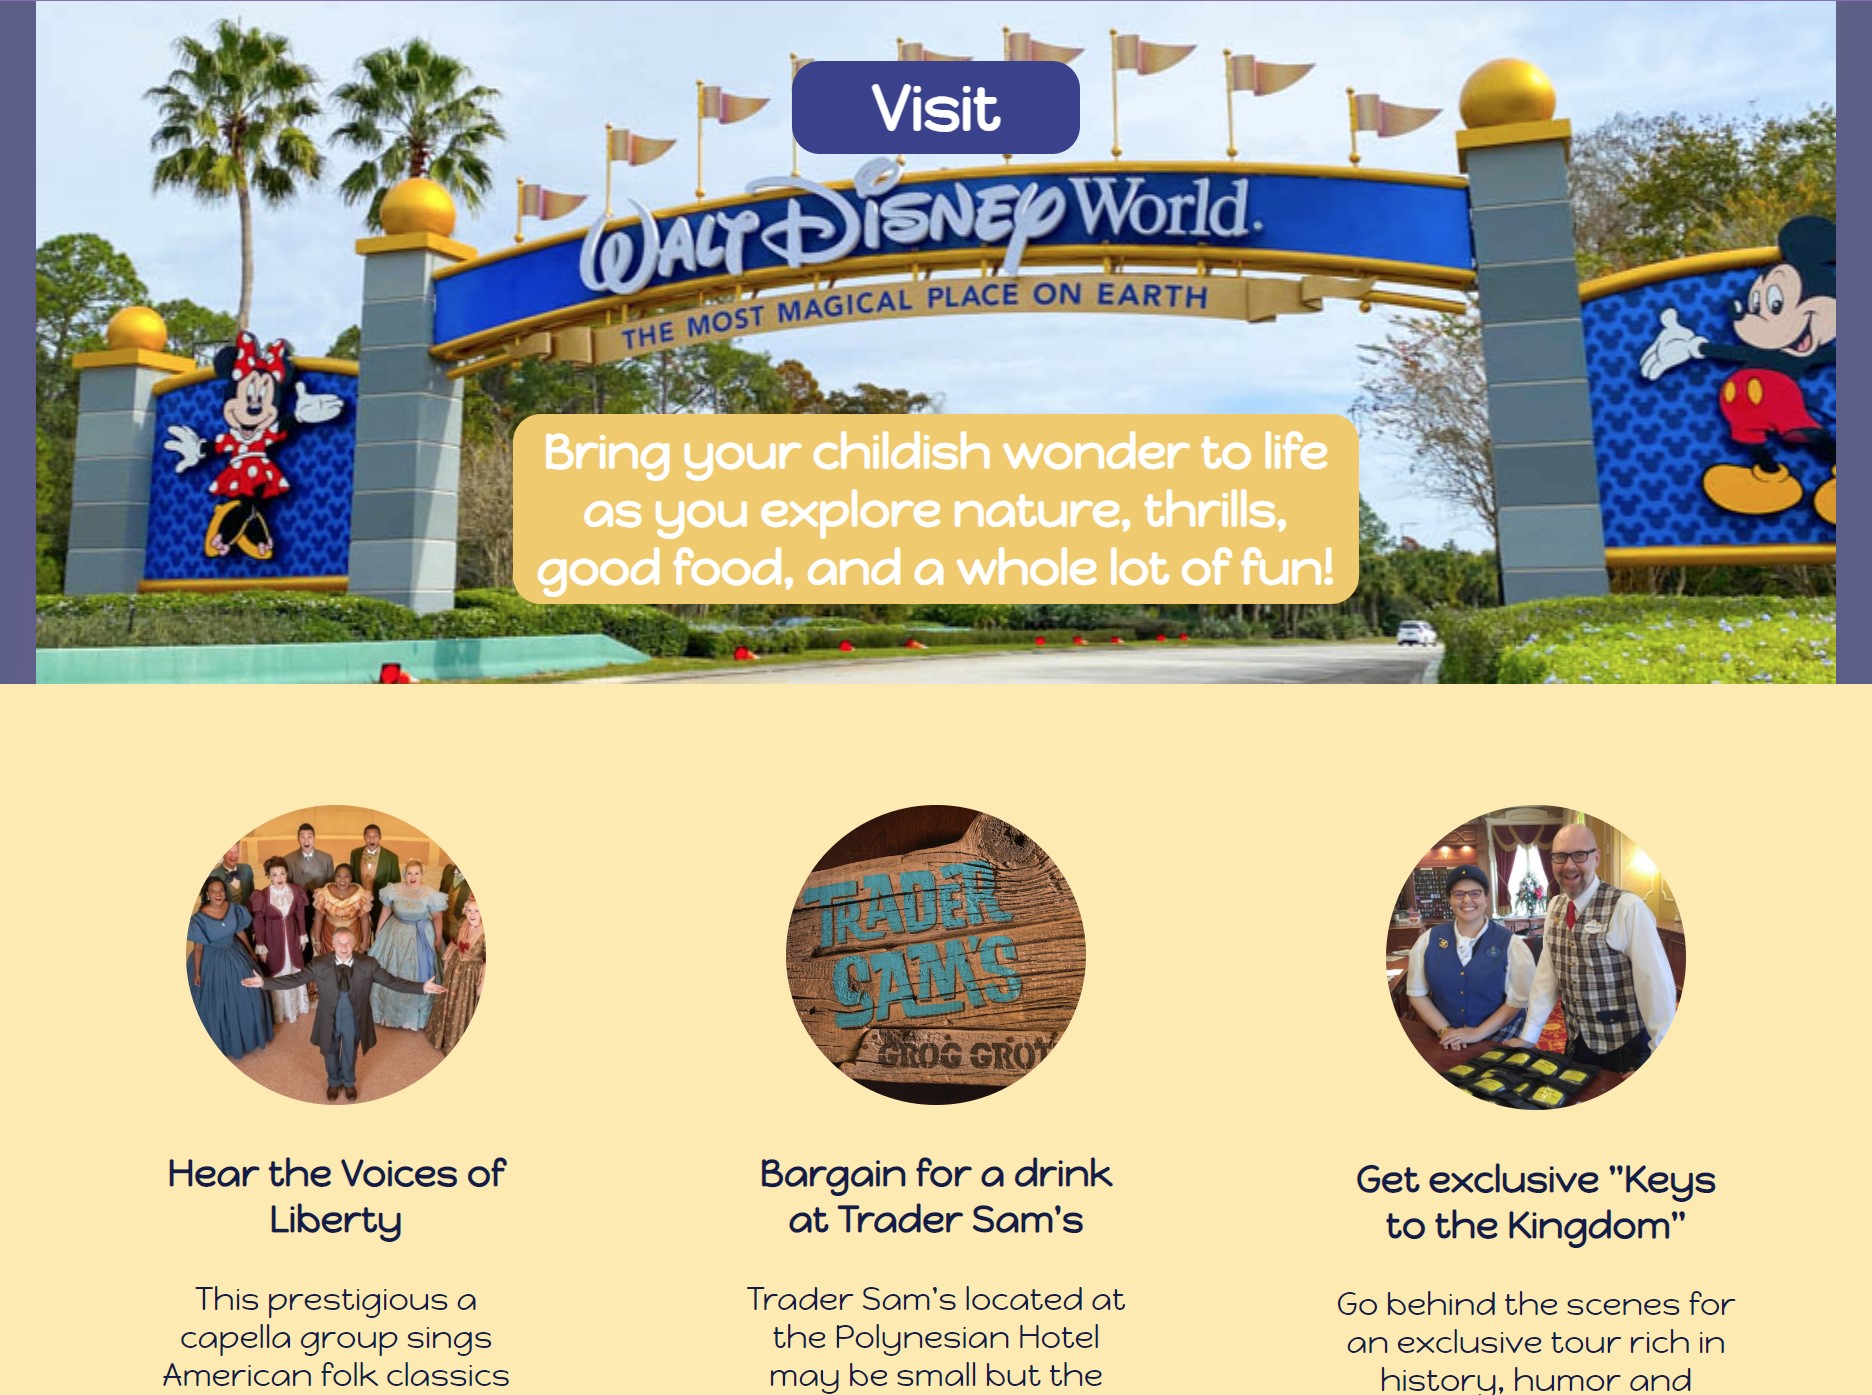 Visit
WALT DISNEY World.
THE MOST MAGICAL PLACE ON EARTH
Bring your childish wonder to life
as you explore nature, thrills,
good food, and a whole lot of fun!
TRADER
SAM'S
GROG GROT
Hear the Voices of
Liberty
This prestigious a
capella group sings
American folk classics
Bargain for a drink
at Trader Sam's
Trader Sam's located at
the Polynesian Hotel
may be small but the
Get exclusive "Keys
to the Kingdom"
Go behind the scenes for
an exclusive tour rich in
history, humor and